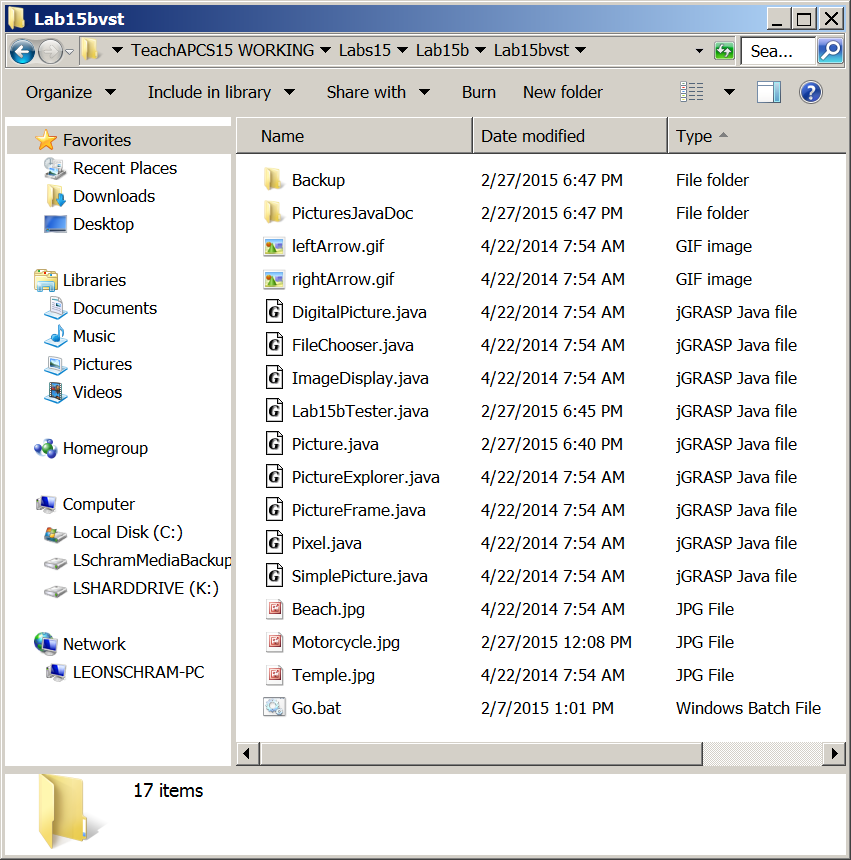 Lab15bvst
TeachAPCS15 WORKING Labs15 Lab15b Lab15bvst Sea...
Organize Include in library Share with Burn New folder
Favorites
Recent Places
Downloads
Desktop
Libraries
Documents
Music
Pictures
Videos
Homegroup
Computer
Local Disk (C:)
LSchramMediaBackup
LSHARDDRIVE (K:)
Network
LEONSCHRAM-PC
Name Date modified Type
Backup 2/27/2015 6:47 PM File folder
PicturesJavaDoc 2/27/2015 6:47 PM File folder
leftArrow.gif 4/22/2014 7:54 AM GIF image
rightArrow.gif 4/22/2014 7:54 AM GIF image
DigitalPicture.java 4/22/2014 7:54 AM jGRASP Java file
FileChooser.java 4/22/2014 7:54 AM jGRASP Java file
ImageDisplay.java 4/22/2014 7:54 AM jGRASP Java file
Lab15bTester.java 2/27/2015 6:45 PM jGRASP Java file
Picture.java 2/27/2015 6:40 PM jGRASP Java file
PictureExplorer.java 4/22/2014 7:54 AM jGRASP Java file
PictureFrame.java 4/22/2014 7:54 AM jGRASP Java file
Pixel.java 4/22/2014 7:54 AM jGRASP Java file
SimplePicture.java 4/22/2014 7:54 AM jGRASP Java file
Beach.jpg 4/22/2014 7:54 AM JPG File
Motorcycle.jpg 2/27/2015 12:08 PM JPG File
Temple.jpg 4/22/2014 7:54 AM JPG File
Go.bat 2/7/2015 1:01 PM Windows Batch File
17 items